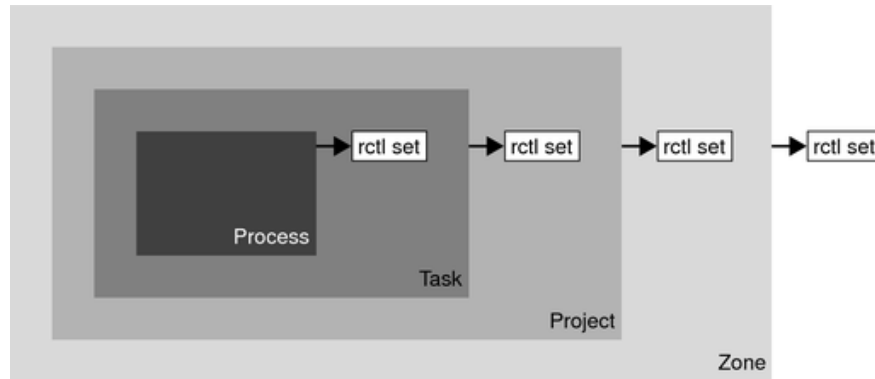 rctl set
rctl set
rctl set
rctl set
Process
Task
Project
Zone